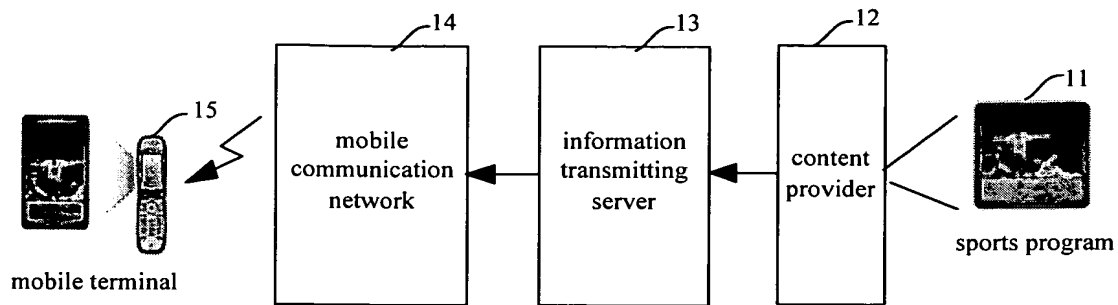 14
13
12
11
15
mobile
communication
network
information
transmitting
server
content
provider
mobile terminal
sports program